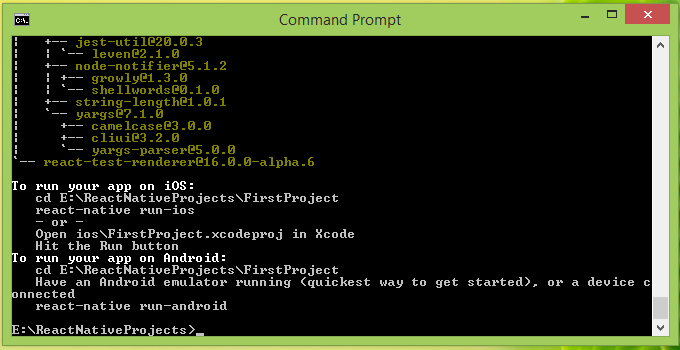 Command Prompt
C:\.
¦ +-- jest-util@20.0.3
¦ ¦ `-- leven@2.1.0
¦ +-- node-notifier@5.1.2
¦ ¦ +-- growly@1.3.0
¦ ¦ `-- shellwords@0.1.0
¦ +-- string-length@1.0.1
¦ `-- yargs@7.1.0
¦   +-- camelcase@3.0.0
¦   +-- cliui@3.2.0
¦   `-- yargs-parser@5.0.0
`-- react-test-renderer@16.0.0-alpha.6
To run your app on iOS:
cd E:\ReactNativeProjects\FirstProject
react-native run-ios
- or -
Open ios\FirstProject.xcodeproj in Xcode
Hit the Run button
To run your app on Android:
cd E:\ReactNativeProjects\FirstProject
Have an Android emulator running (quickest way to get started), or a device c
onnected
react-native run-android
E:\ReactNativeProjects>_